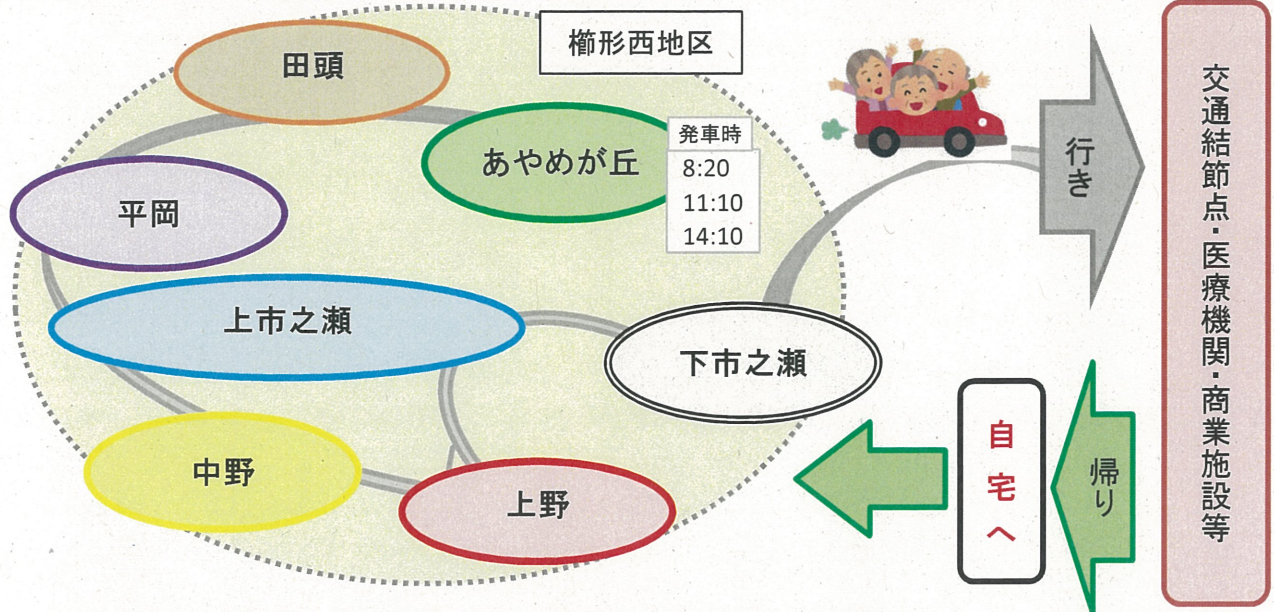 櫛形西地区
田頭
あやめが丘
発車時
8:20
11:10
14:10
平岡
上市之瀬
下市之瀬
中野
上野
行き
帰り
自宅へ
交通結節点・医療機関・商業施設等